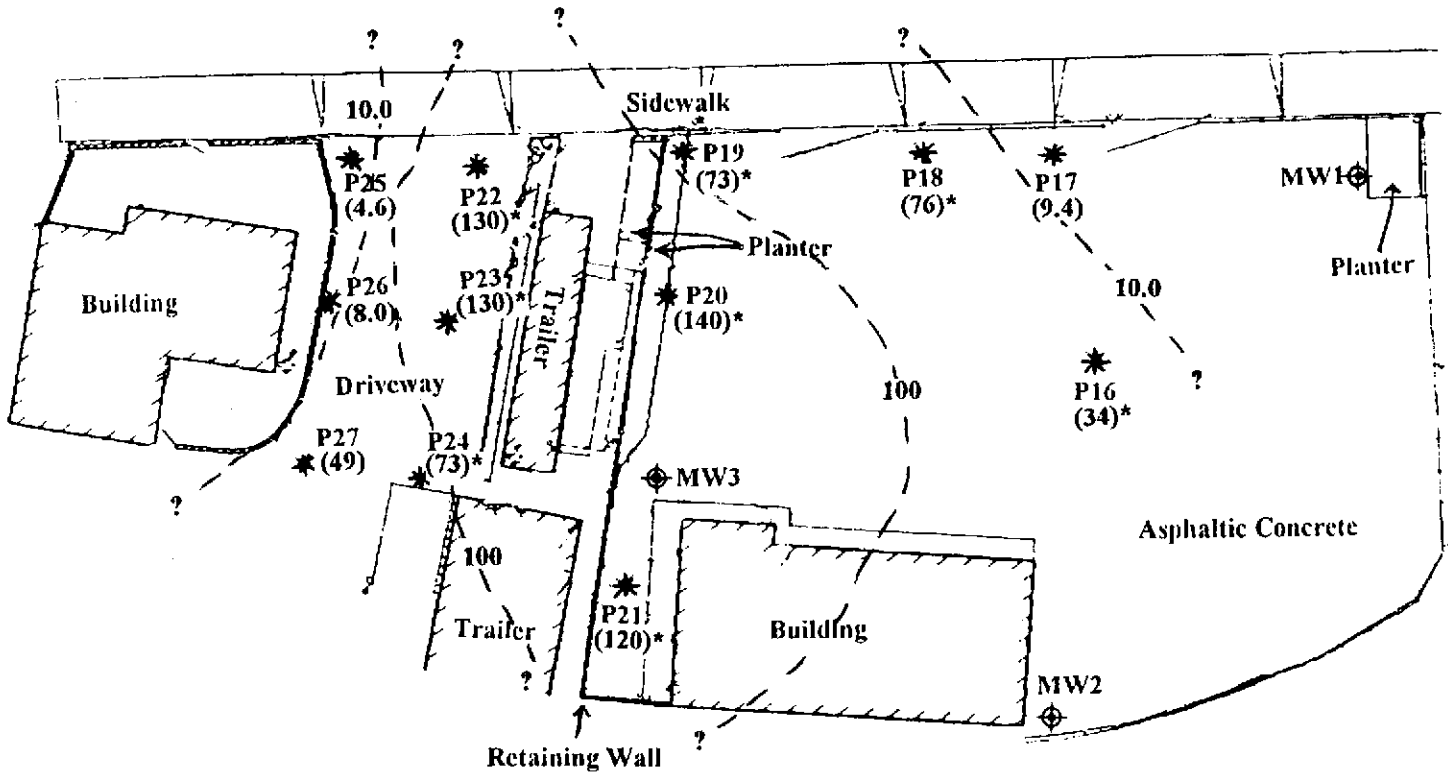 ?
?
?
?
10.0
Sidewalk
P25
(4.6)
P22
(130)*
P19
(73)*
P18
(76)*
P17
(9.4)
MW1
Planter
Planter
Building
P26
(8.0)
P23
(130)*
Trailer
P20
(140)*
10.0
Driveway
100
P16
(34)*
?
P27
(49)
P24
(73)*
MW3
?
Asphaltic Concrete
100
Trailer
P21
(120)*
Building
?
MW2
?
Retaining Wall